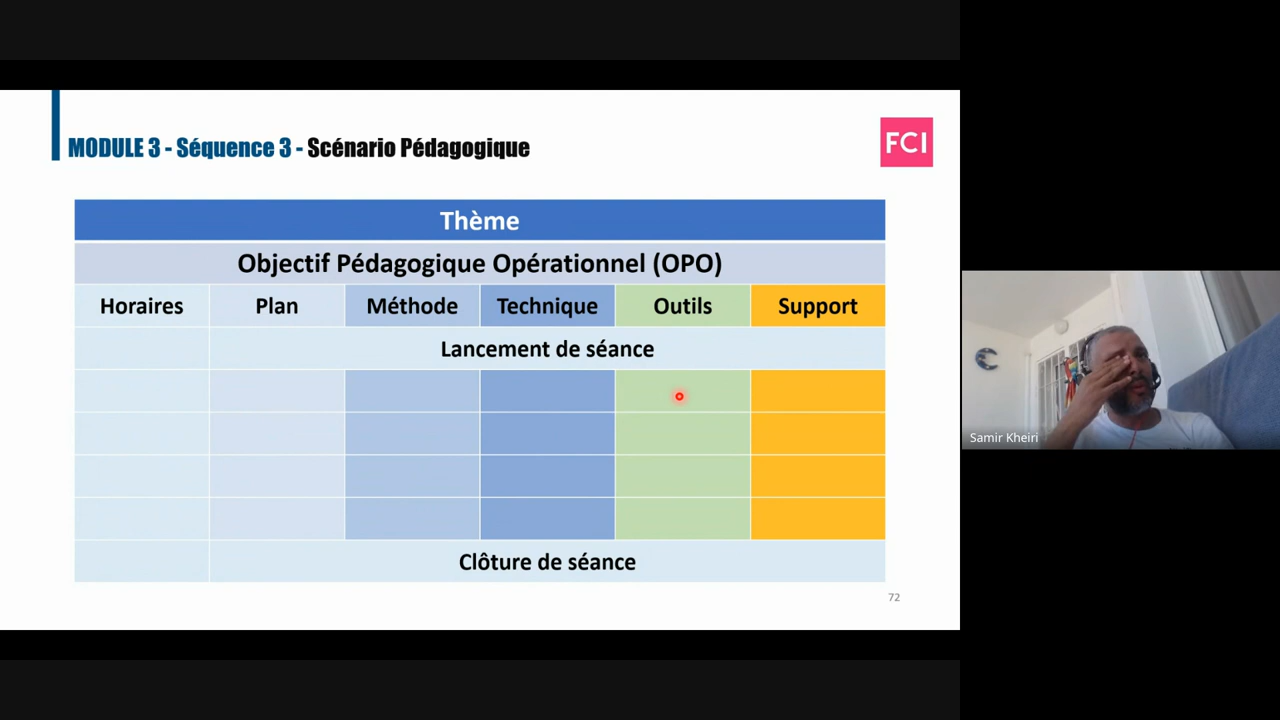 MODULE 3 - Séquence 3 - Scénario Pédagogique
FCI
Thème
Objectif Pédagogique Opérationnel (OPO)
Horaires Plan Méthode Technique Outils Support
Lancement de séance
Clôture de séance
72
Samir Kheiri